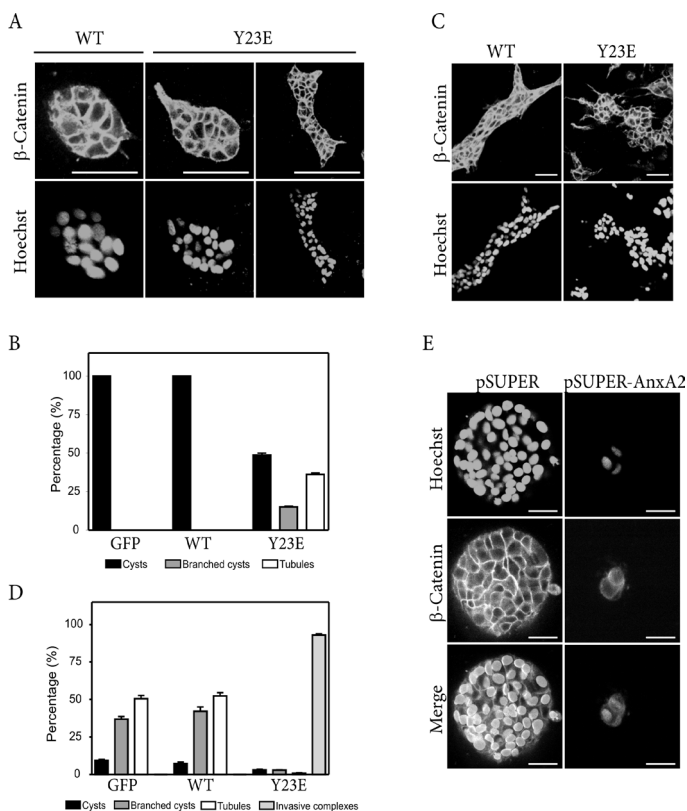 A
WT
Y23E
β-Catenin
Hoechst
B
100
75
50
25
0
Percentage (%)
GFP
WT
Y23E
Cysts
Branched cysts
Tubules
C
WT
Y23E
β-Catenin
Hoechst
D
100
75
50
25
0
Percentage (%)
GFP
WT
Y23E
Cysts
Branched cysts
Tubules
Invasive complexes
E
pSUPER
pSUPER-AnxA2
Hoechst
β-Catenin
Merge